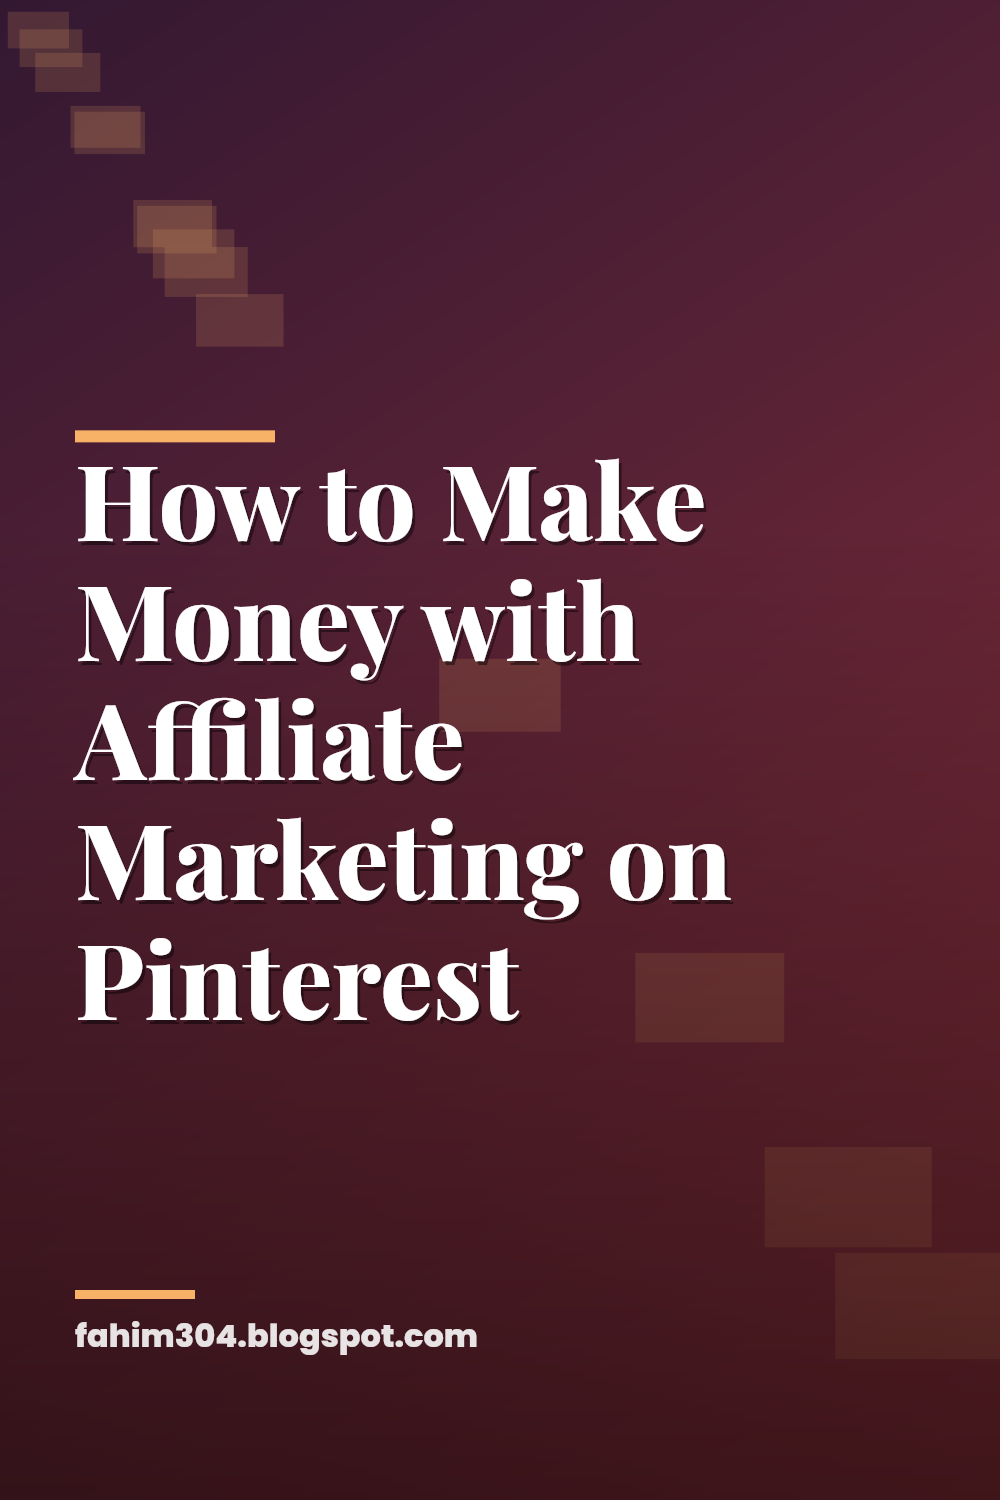 How to Make
Money with
Affiliate
Marketing on
Pinterest
fahim304.blogspot.com